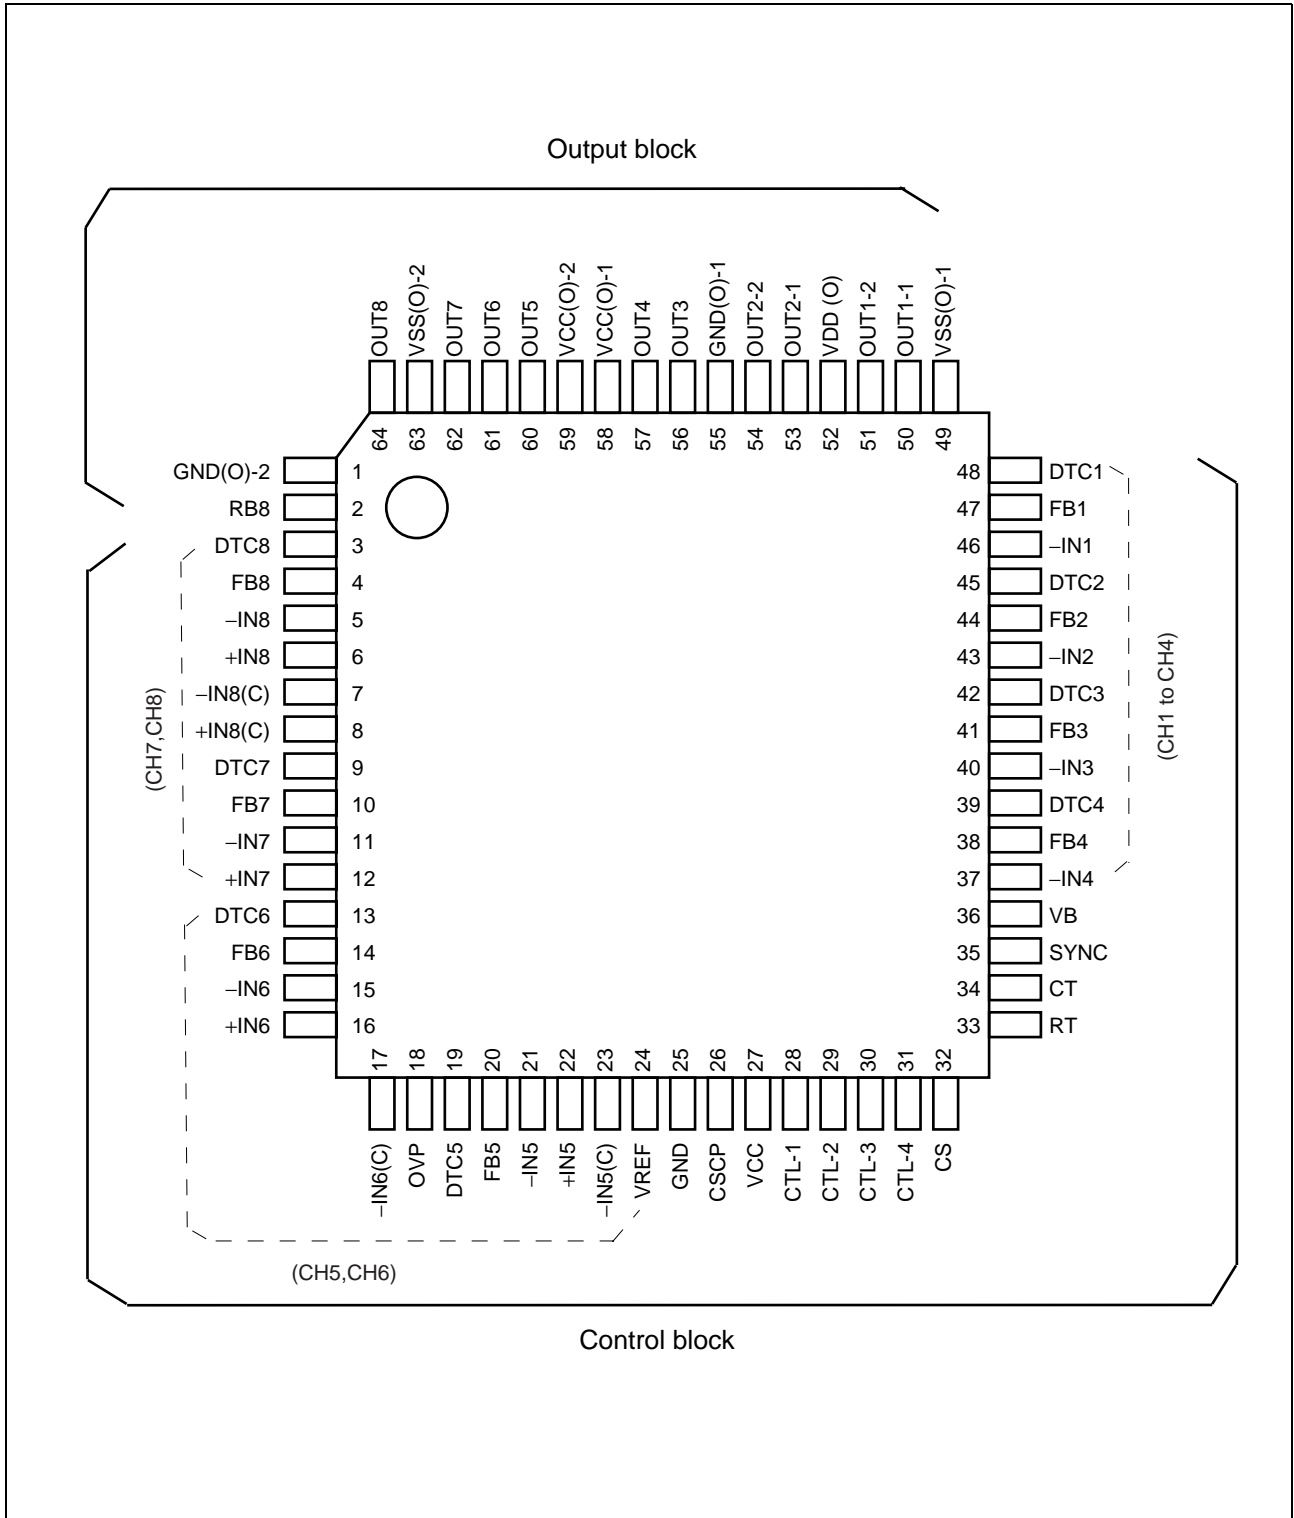 Output block
OUT8
VSS(O)-2
OUT7
OUT6
OUT5
VCC(O)-2
VCC(O)-1
OUT4
OUT3
GND(O)-1
OUT2-2
OUT2-1
VDD (O)
OUT1-2
OUT1-1
VSS(O)-1
64
63
62
61
60
59
58
57
56
55
54
53
52
51
50
49
GND(O)-2 1
RB8 2
DTC8 3
FB8 4
−IN8 5
+IN8 6
−IN8(C) 7
+IN8(C) 8
DTC7 9
FB7 10
−IN7 11
+IN7 12
DTC6 13
FB6 14
−IN6 15
+IN6 16
(CH7,CH8)
48 DTC1
47 FB1
46 −IN1
45 DTC2
44 FB2
43 −IN2
42 DTC3
41 FB3
40 −IN3
39 DTC4
38 FB4
37 −IN4
36 VB
35 SYNC
34 CT
33 RT
(CH1 to CH4)
17
18
19
20
21
22
23
24
25
26
27
28
29
30
31
32
−IN6(C)
OVP
DTC5
FB5
−IN5
+IN5
−IN5(C)
VREF
GND
CSCP
VCC
CTL-1
CTL-2
CTL-3
CTL-4
CS
(CH5,CH6)
Control block